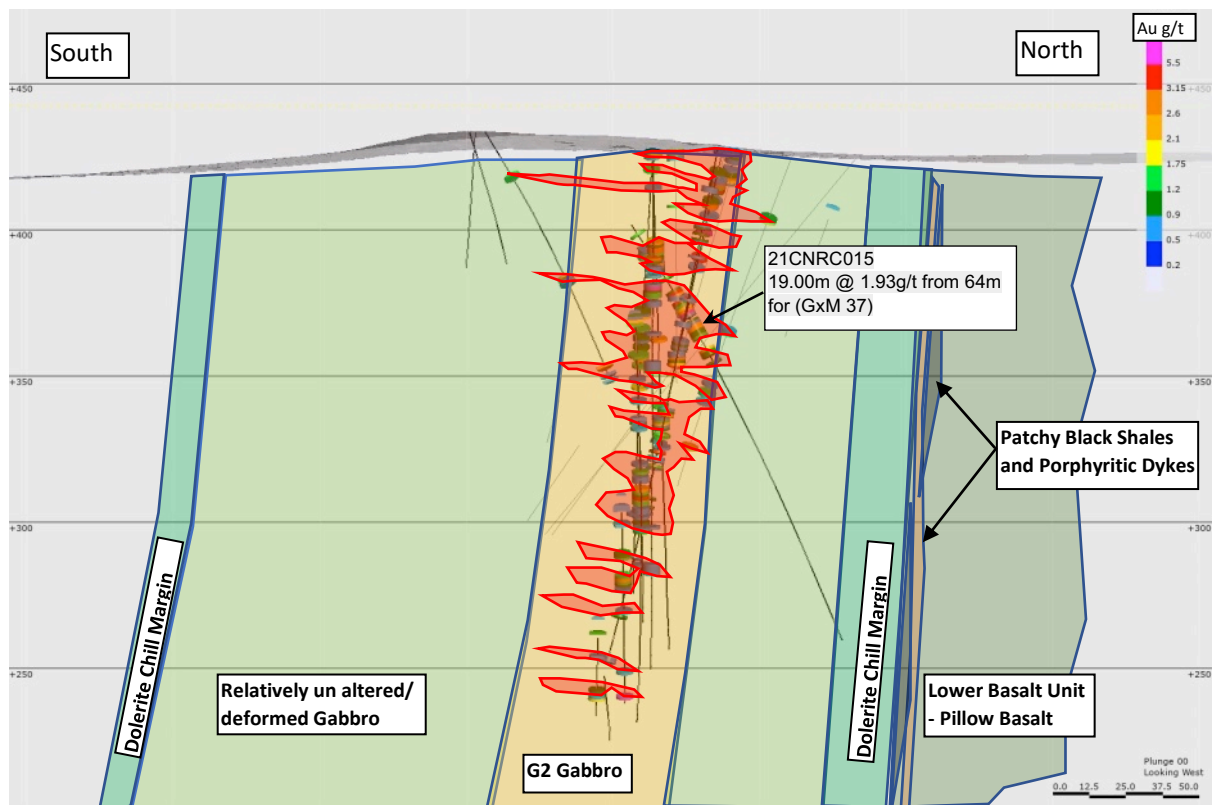 South
North
Au g/t
5.5
3.15
2.6
2.1
1.75
1.2
0.9
0.5
0.2
+450
+450
+400
+350
+350
+300
+300
+250
+250
21CNRC015
19.00m @ 1.93g/t from 64m
for (GxM 37)
Patchy Black Shales
and Porphyritic Dykes
Dolerite Chill Margin
Relatively un altered/
deformed Gabbro
G2 Gabbro
Dolerite Chill Margin
Lower Basalt Unit
- Pillow Basalt
Plunge 00
Looking West
0.0 12.5 25.0 37.5 50.0